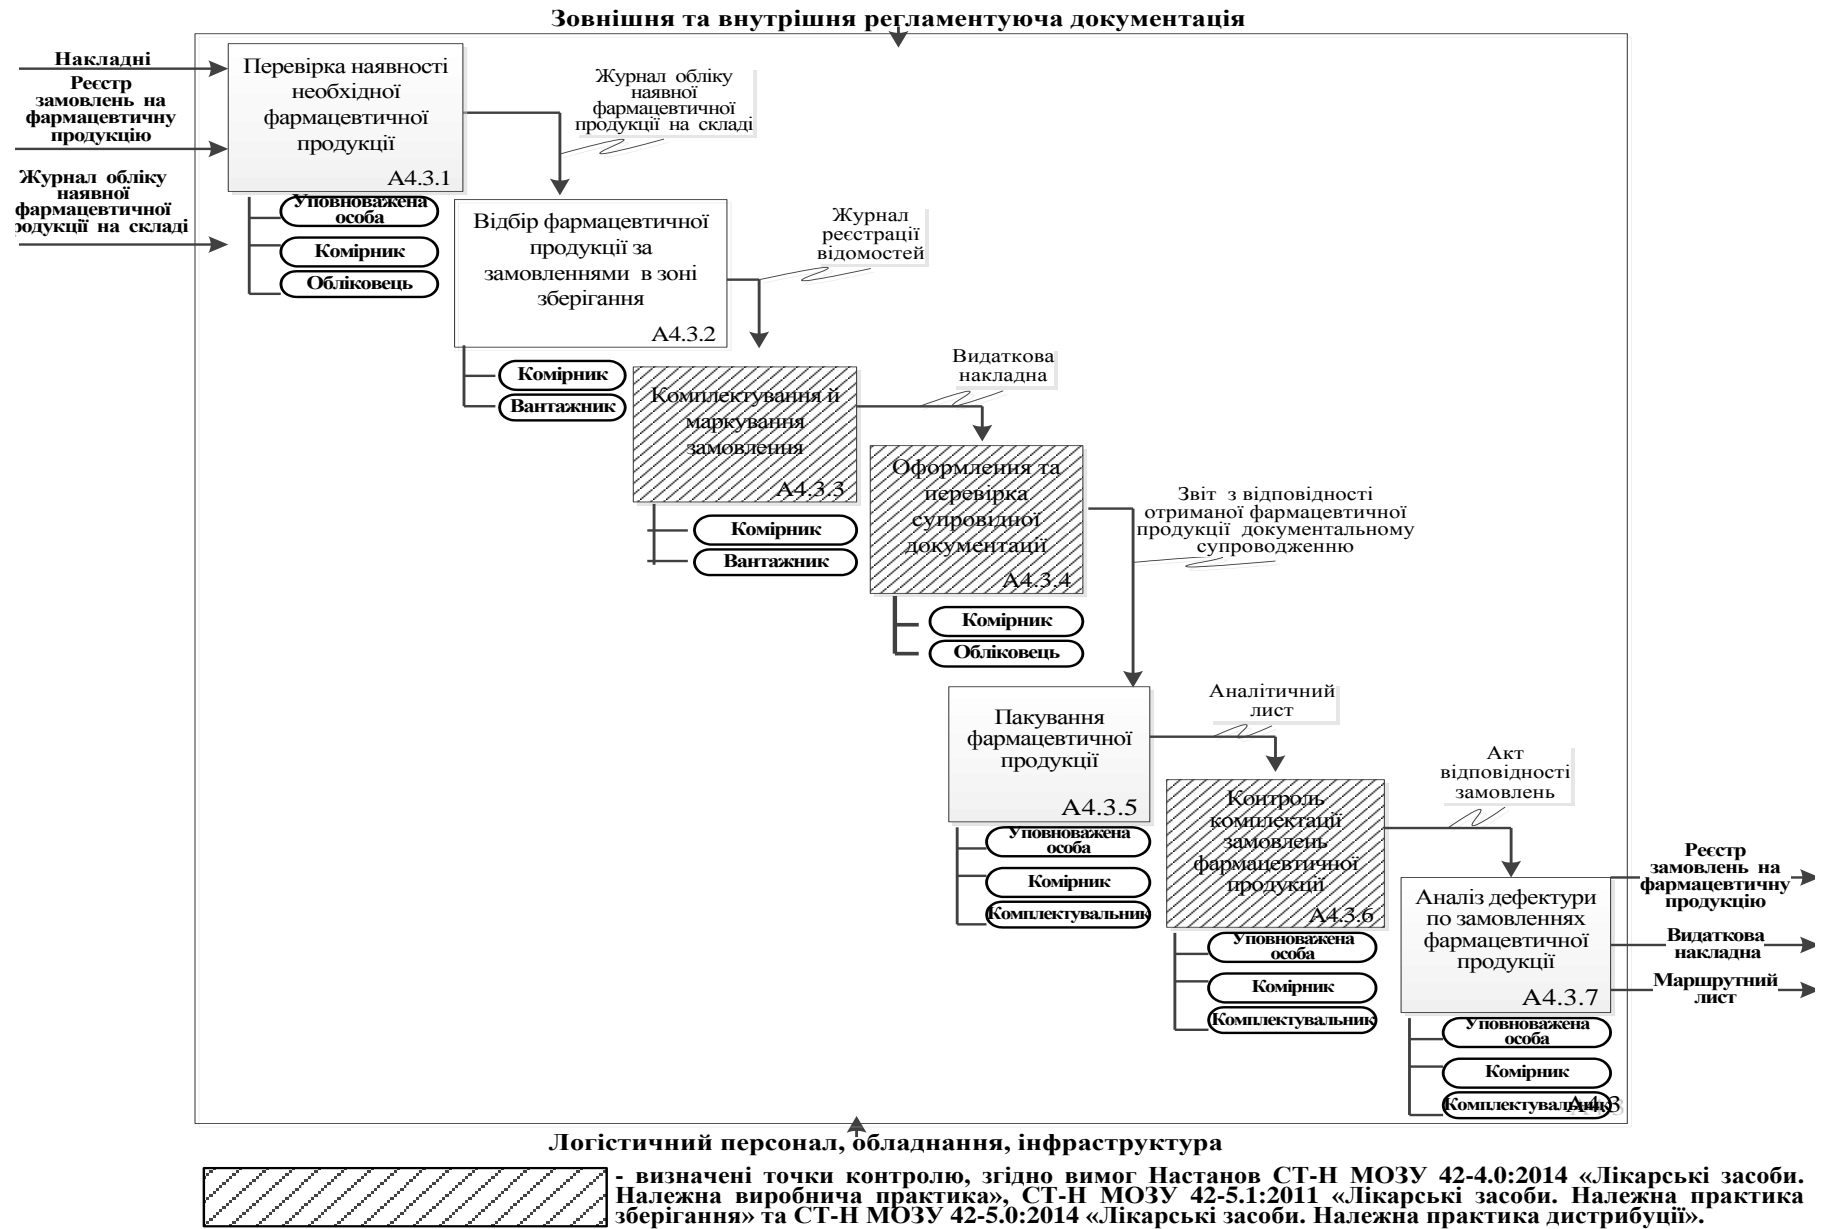 Зовнішня та внутрішня регламентуюча документація
Накладні
Реєстр
замовлень на
фармацевтичну
продукцію
Журнал обліку
наявної
фармацевтичної
родукції на складі
Перевірка наявності
необхідної
фармацевтичної
продукції
А4.3.1
Уповноважена
особа
Комірник
Обліковець
Журнал обліку
наявної
фармацевтичної
продукції на складі
Відбір фармацевтичної
продукції за
замовленнями в зоні
зберігання
А4.3.2
Комірник
Вантажник
Журнал
реєстрації
відомостей
Комплектування й
маркування
замовлення
А4.3.3
Комірник
Вантажник
Видаткова
накладна
Оформлення та
перевірка
супровідної
документації
А4.3.4
Комірник
Обліковець
Звіт з відповідності
отриманої фармацевтичної
продукції документальному
супроводженню
Пакування
фармацевтичної
продукції
А4.3.5
Уповноважена
особа
Комірник
Комплектувальник
Аналітичний
лист
Контроль
комплектації
замовлень
фармацевтичної
продукції
А4.3.6
Уповноважена
особа
Комірник
Комплектувальник
Акт
відповідності
замовлень
Аналіз дефектури
по замовленнях
фармацевтичної
продукції
А4.3.7
Уповноважена
особа
Комірник
Комплектувальник
А4.3
Реєстр
замовлень на
фармацевтичну
продукцію
Видаткова
накладна
Маршрутний
лист
Логістичний персонал, обладнання, інфраструктура
- визначені точки контролю, згідно вимог Настанов СТ-Н МОЗУ 42-4.0:2014 «Лікарські засоби.
Належна виробнича практика», СТ-Н МОЗУ 42-5.1:2011 «Лікарські засоби. Належна практика
зберігання» та СТ-Н МОЗУ 42-5.0:2014 «Лікарські засоби. Належна практика дистрибуції».